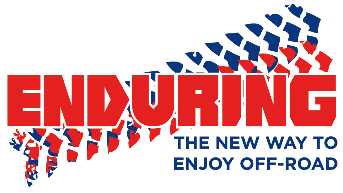 ENDURING
THE NEW WAY TO
ENJOY OFF-ROAD